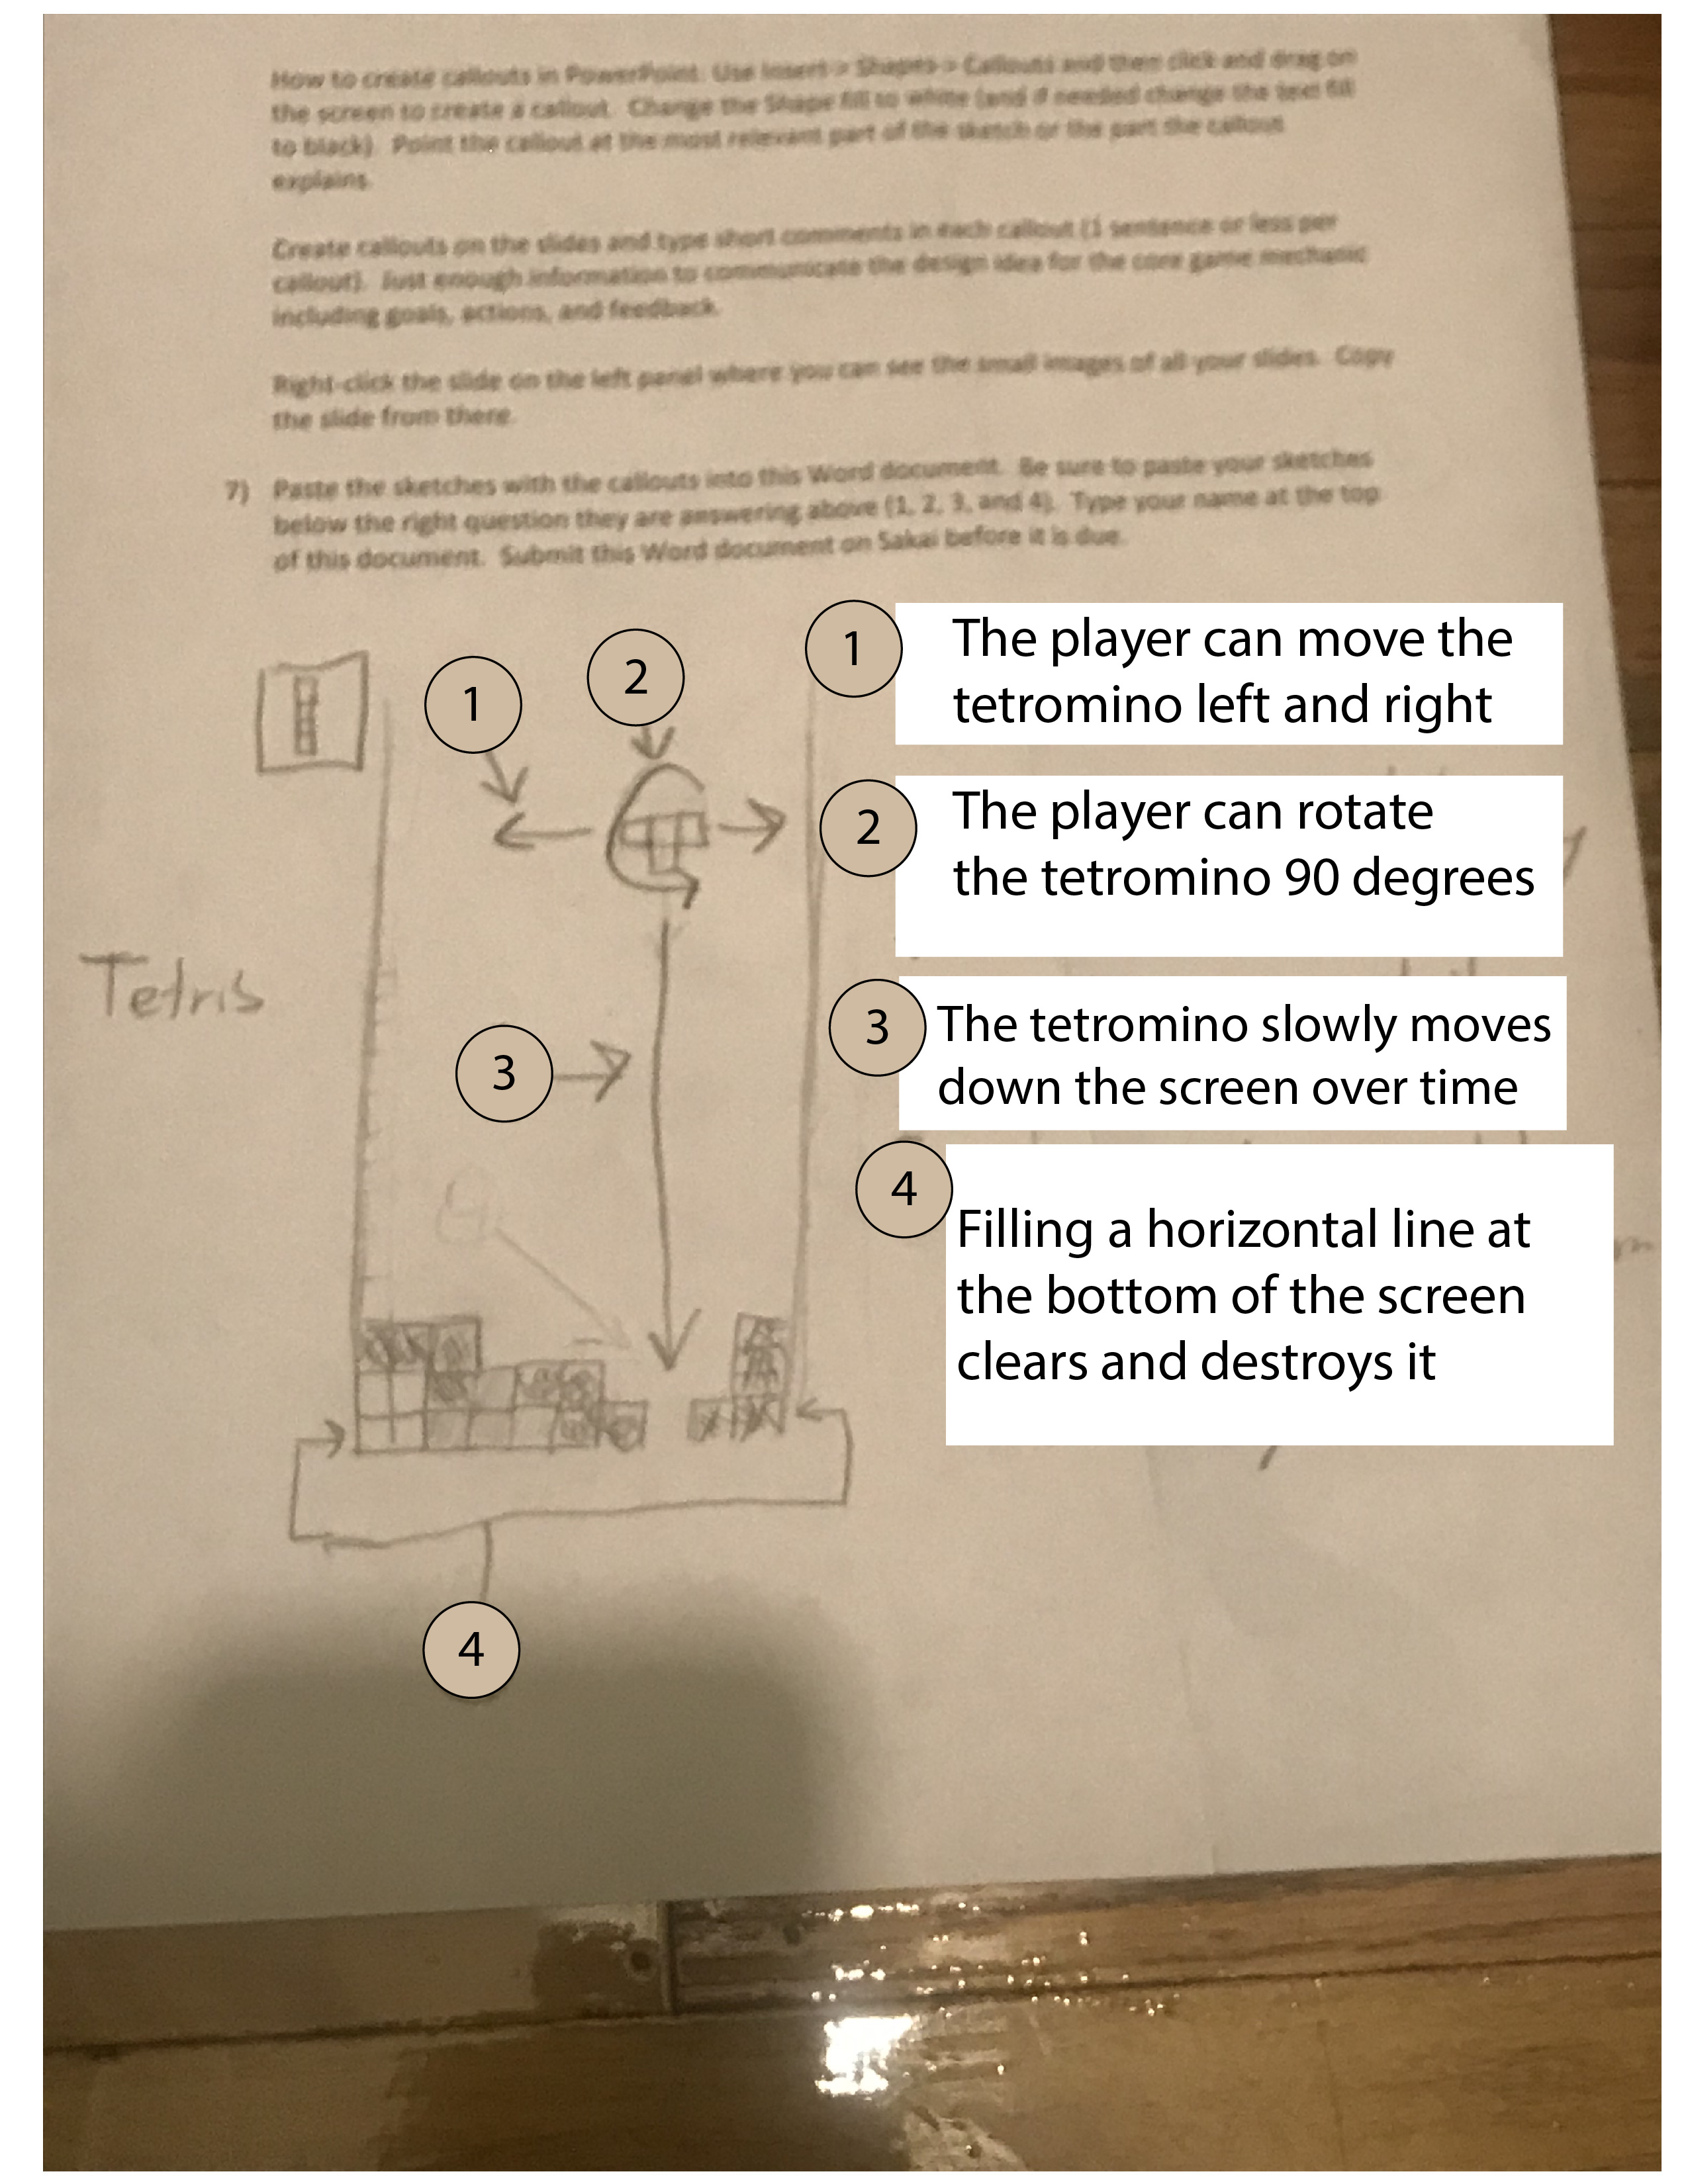 How to create callouts in PowerPoint: Use Insert > Shapes > Callouts and then click and drag on
the screen to create a callout. Change the Shape fill to white (and if needed change the text fill
to black). Point the callout at the most relevant part of the sketch or the part the callout
explains.
Create callouts on the slides and type short comments in each callout (1 sentence or less per
callout). Just enough information to communicate the design idea for the core game mechanic
including goals, actions, and feedback.
Right-click the slide on the left panel where you can see the small images of all your slides. Copy
the slide from there.
7) Paste the sketches with the callouts into this Word document. Be sure to paste your sketches
below the right question they are answering above (1, 2, 3, and 4). Type your name at the top
of this document. Submit this Word document on Sakai before it is due.
1
2
1 The player can move the
tetromino left and right
2 The player can rotate
the tetromino 90 degrees
Tetris
3
3 The tetromino slowly moves
down the screen over time
4
4 Filling a horizontal line at
the bottom of the screen
clears and destroys it
4